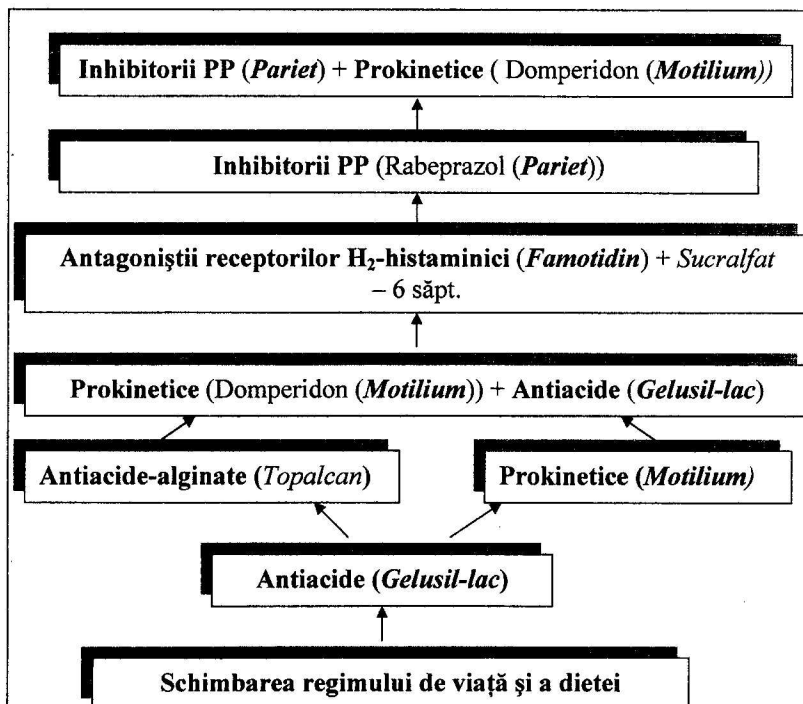 Inhibitorii PP (Pariet) + Prokinetice ( Domperidon (Motilium))
Inhibitorii PP (Rabeprazol (Pariet))
Antagoniştii receptorilor H₂-histaminici (Famotidin) + Sucralfat
– 6 săpt.
Prokinetice (Domperidon (Motilium)) + Antiacide (Gelusil-lac)
Antiacide-alginate (Topalcan)
Prokinetice (Motilium)
Antiacide (Gelusil-lac)
Schimbarea regimului de viaţă şi a dietei